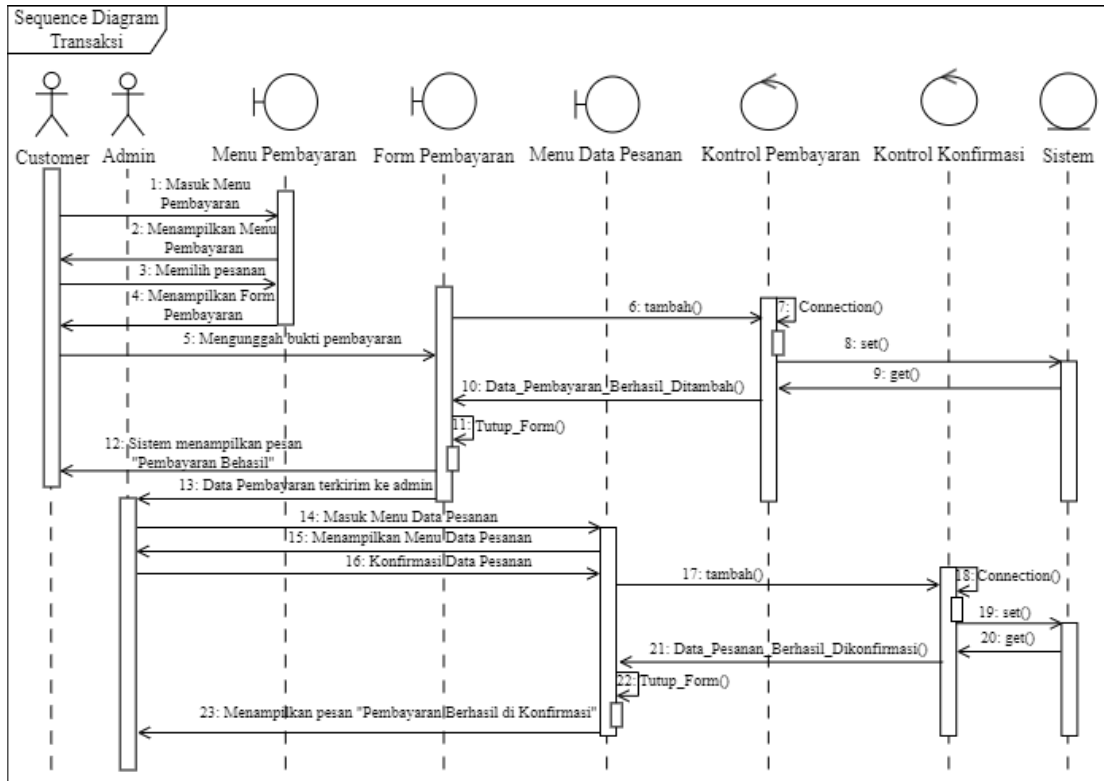 Sequence Diagram
Transaksi
Customer
Admin
Menu Pembayaran
Form Pembayaran
Menu Data Pesanan
Kontrol Pembayaran
Kontrol Konfirmasi
Sistem
1: Masuk Menu
Pembayaran
2: Menampilkan Menu
Pembayaran
3: Memilih pesanan
4: Menampilkan Form
Pembayaran
5: Mengunggah bukti pembayaran
6: tambah()
7: Connection()
8: set()
9: get()
10: Data_Pembayaran_Berhasil_Ditambah()
11: Tutup_Form()
12: Sistem menampilkan pesan
"Pembayaran Behasil"
13: Data Pembayaran terkirim ke admin
14: Masuk Menu Data Pesanan
15: Menampilkan Menu Data Pesanan
16: Konfirmasi Data Pesanan
17: tambah()
18: Connection()
19: set()
20: get()
21: Data_Pesanan_Berhasil_Dikonfirmasi()
22: Tutup_Form()
23: Menampilkan pesan "Pembayaran Berhasil di Konfirmasi"